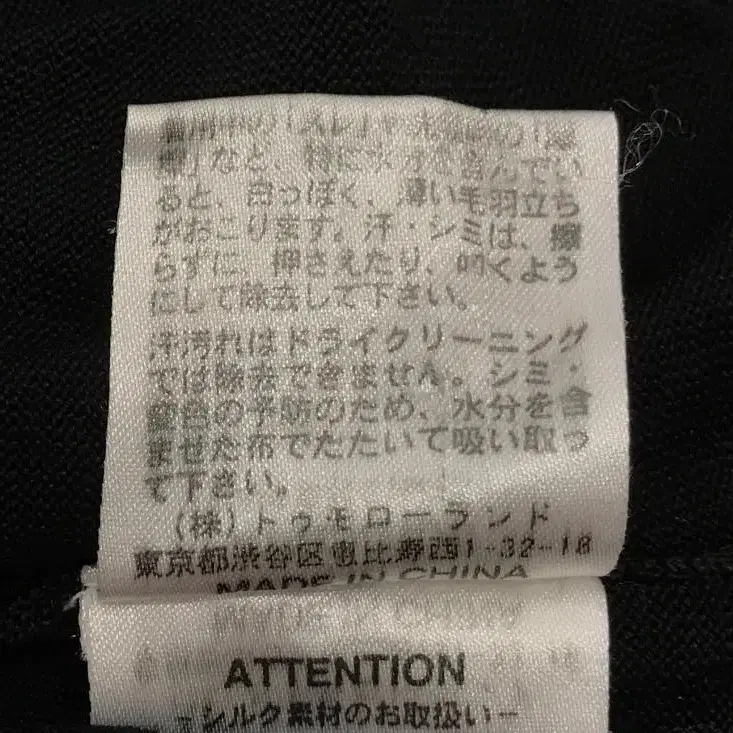 着用中の「スレ」や
」など、特に水分を含んでい
ると、白っぽく、薄い毛羽立ち
がおこります。汗・シミは、擦
らずに、押さえたり、叩くよう
にして除去して下さい。
汗汚れはドライクリーニング
では除去できません。シミ・
変色の予防のため、水分を含
ませた布でたたいて吸い取っ
て下さい。
(株)トゥモローランド
東京都渋谷区恵比寿西1-32-18
MADE IN CHINA
ATTENTION
-シルク素材のお取扱い-